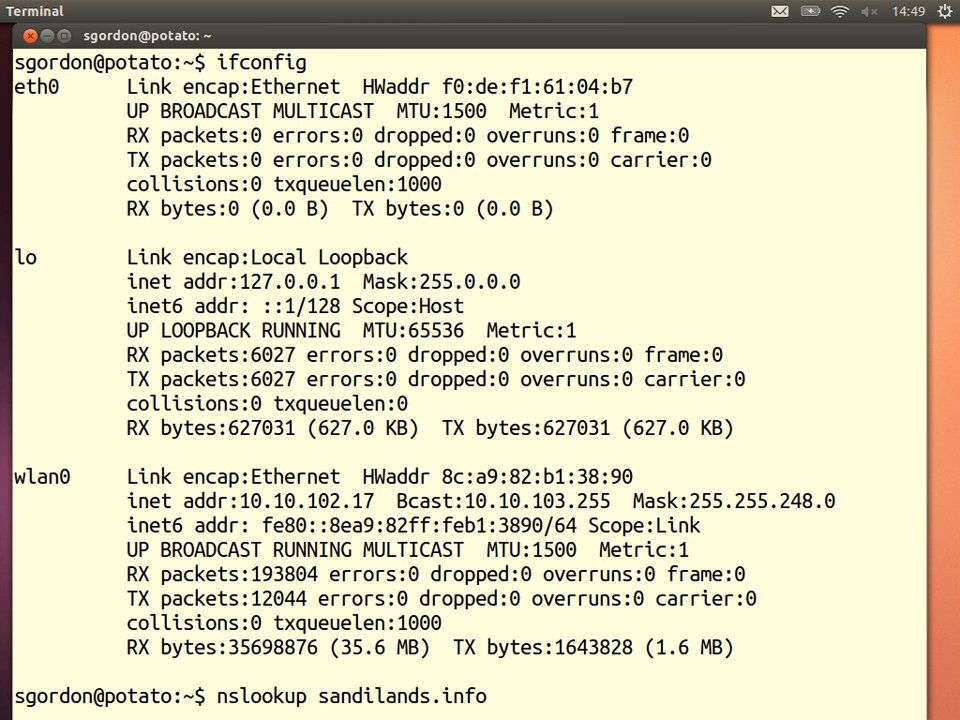 Terminal 14:49
sgordon@potato: ~
sgordon@potato:~$ ifconfig
eth0 Link encap:Ethernet HWaddr f0:de:f1:61:04:b7
UP BROADCAST MULTICAST MTU:1500 Metric:1
RX packets:0 errors:0 dropped:0 overruns:0 frame:0
TX packets:0 errors:0 dropped:0 overruns:0 carrier:0
collisions:0 txqueuelen:1000
RX bytes:0 (0.0 B) TX bytes:0 (0.0 B)
lo Link encap:Local Loopback
inet addr:127.0.0.1 Mask:255.0.0.0
inet6 addr: ::1/128 Scope:Host
UP LOOPBACK RUNNING MTU:65536 Metric:1
RX packets:6027 errors:0 dropped:0 overruns:0 frame:0
TX packets:6027 errors:0 dropped:0 overruns:0 carrier:0
collisions:0 txqueuelen:0
RX bytes:627031 (627.0 KB) TX bytes:627031 (627.0 KB)
wlan0 Link encap:Ethernet HWaddr 8c:a9:82:b1:38:90
inet addr:10.10.102.17 Bcast:10.10.103.255 Mask:255.255.248.0
inet6 addr: fe80::8ea9:82ff:feb1:3890/64 Scope:Link
UP BROADCAST RUNNING MULTICAST MTU:1500 Metric:1
RX packets:193804 errors:0 dropped:0 overruns:0 frame:0
TX packets:12044 errors:0 dropped:0 overruns:0 carrier:0
collisions:0 txqueuelen:1000
RX bytes:35698876 (35.6 MB) TX bytes:1643828 (1.6 MB)
sgordon@potato:~$ nslookup sandilands.info